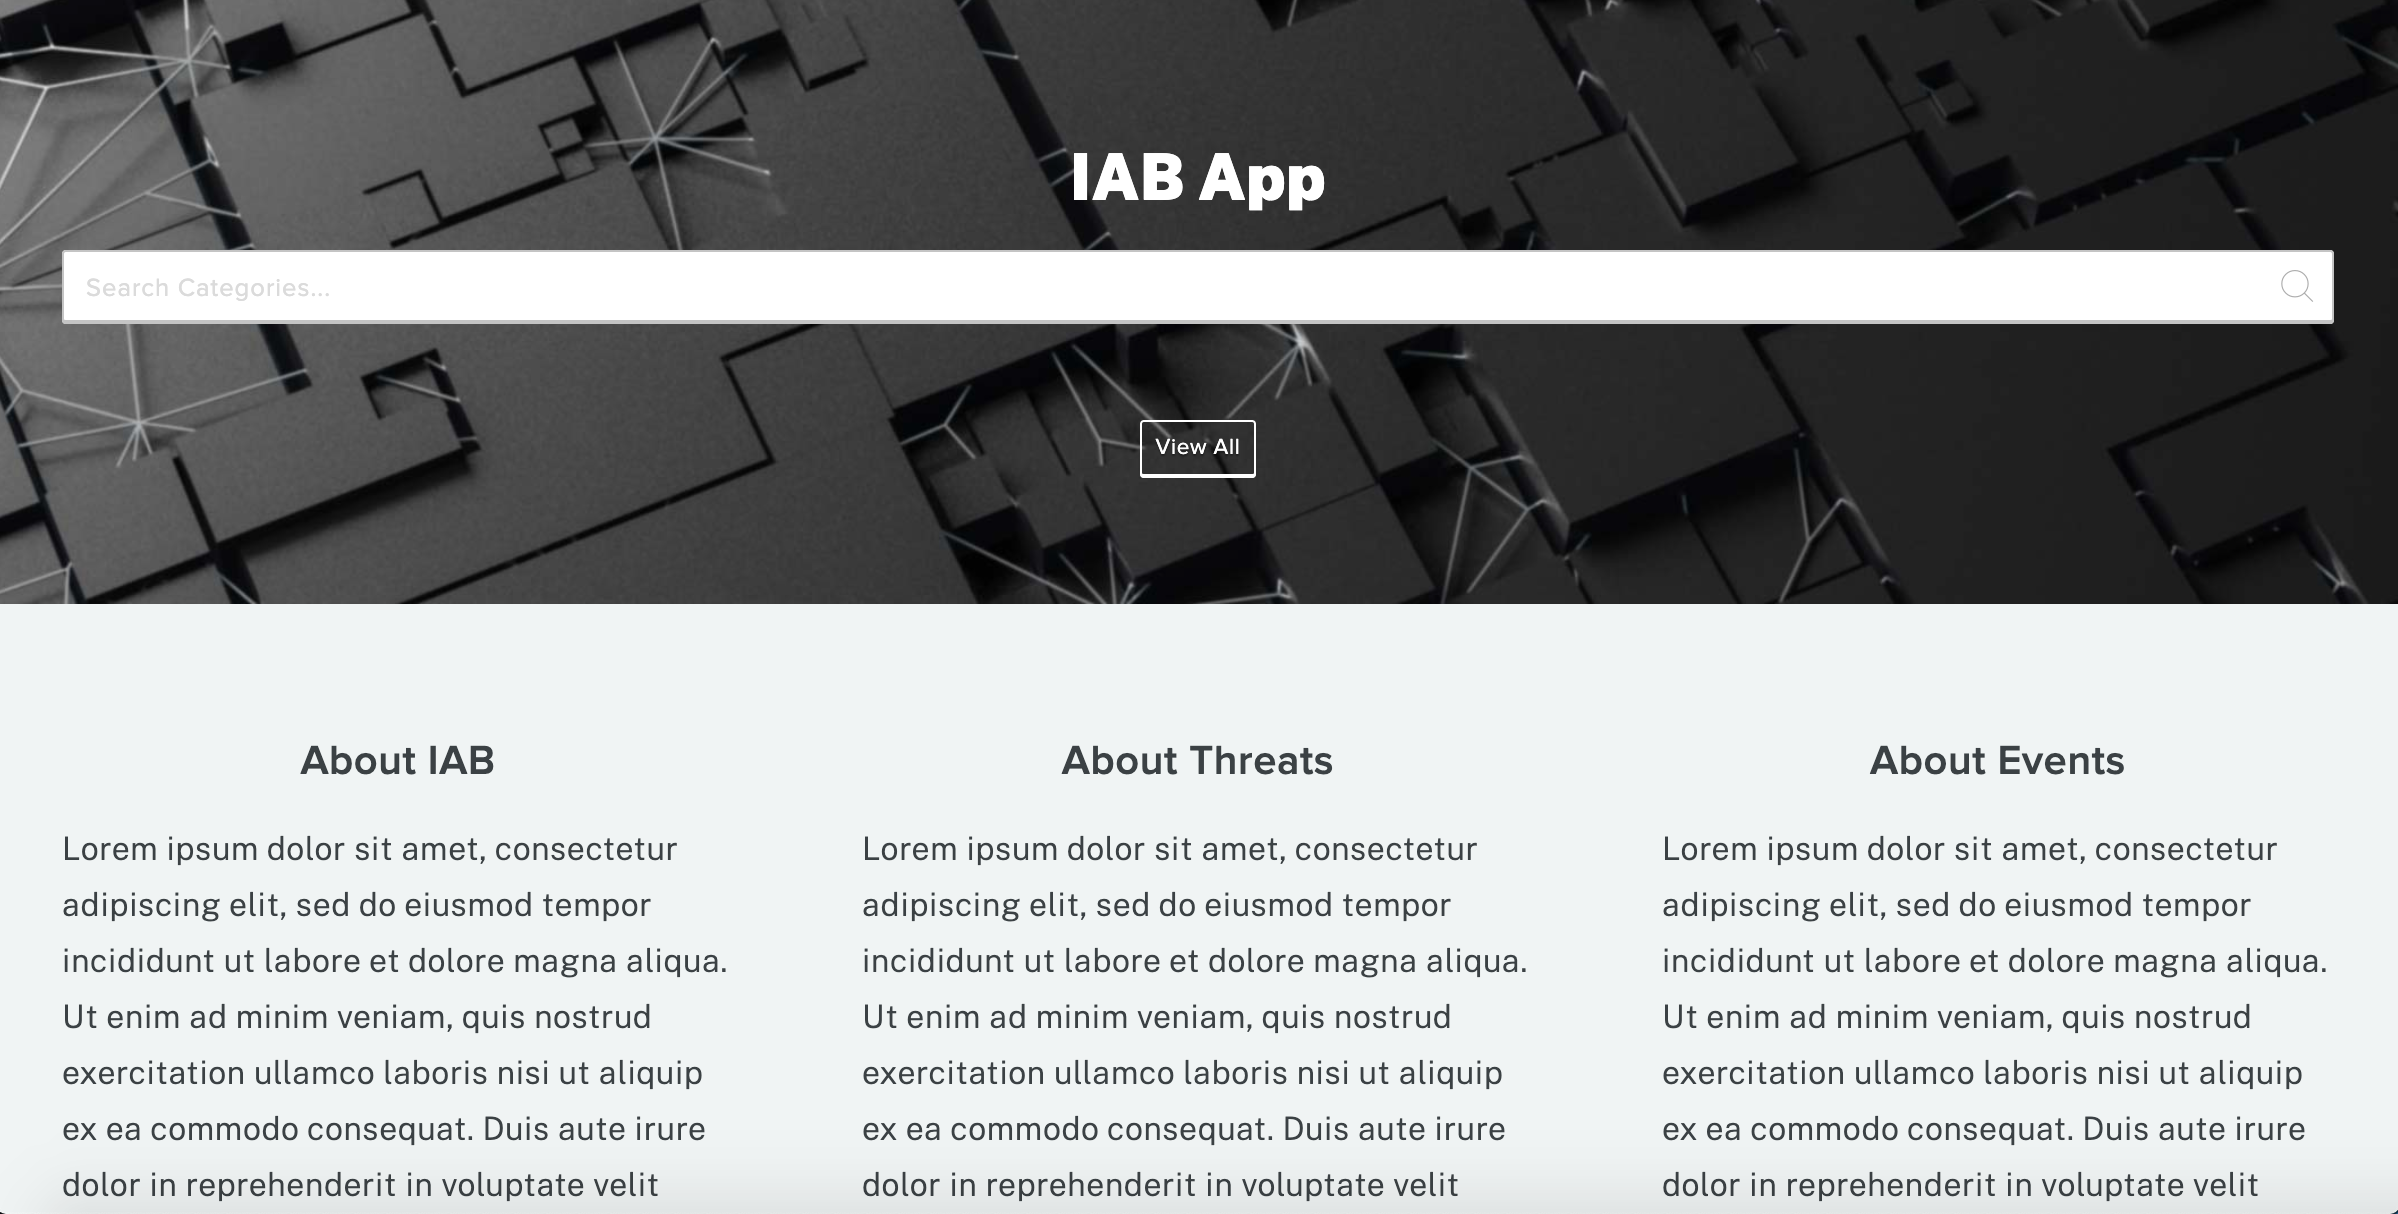 IAB App
Search Categories...
View All
About IAB
Lorem ipsum dolor sit amet, consectetur
adipiscing elit, sed do eiusmod tempor
incididunt ut labore et dolore magna aliqua.
Ut enim ad minim veniam, quis nostrud
exercitation ullamco laboris nisi ut aliquip
ex ea commodo consequat. Duis aute irure
dolor in reprehenderit in voluptate velit
About Threats
Lorem ipsum dolor sit amet, consectetur
adipiscing elit, sed do eiusmod tempor
incididunt ut labore et dolore magna aliqua.
Ut enim ad minim veniam, quis nostrud
exercitation ullamco laboris nisi ut aliquip
ex ea commodo consequat. Duis aute irure
dolor in reprehenderit in voluptate velit
About Events
Lorem ipsum dolor sit amet, consectetur
adipiscing elit, sed do eiusmod tempor
incididunt ut labore et dolore magna aliqua.
Ut enim ad minim veniam, quis nostrud
exercitation ullamco laboris nisi ut aliquip
ex ea commodo consequat. Duis aute irure
dolor in reprehenderit in voluptate velit